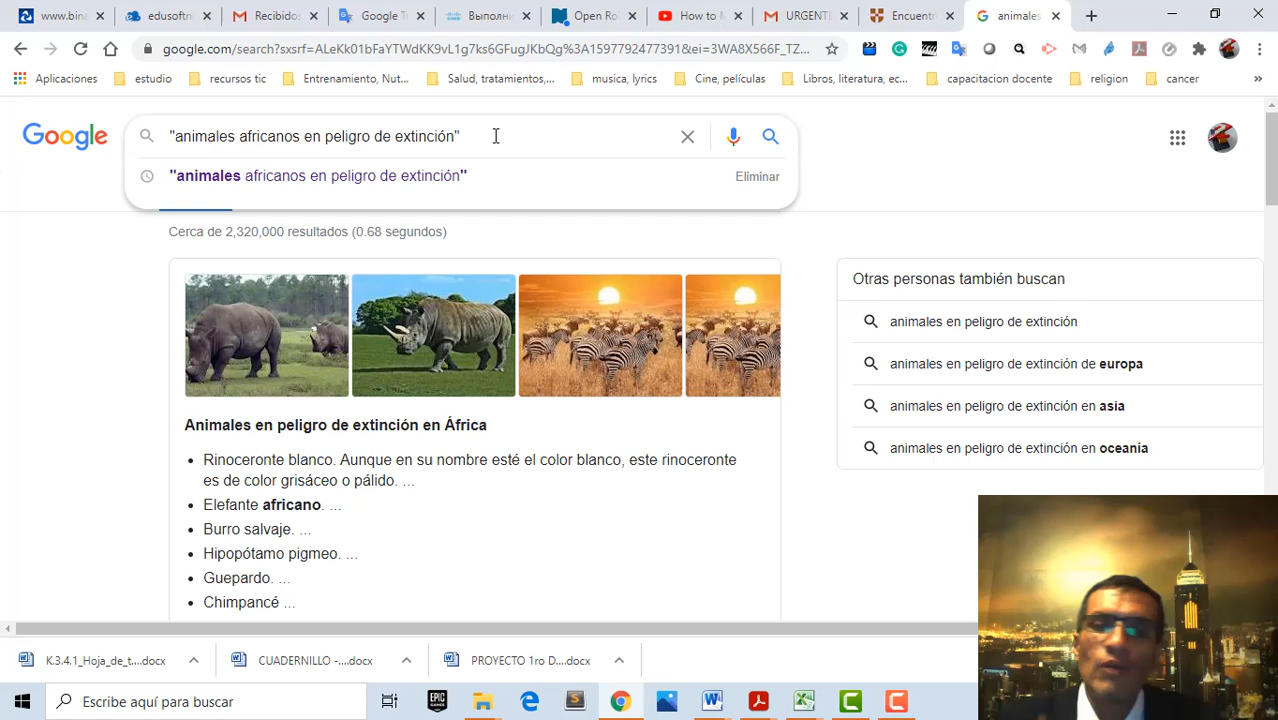 www.bina
edusoftni
Recibidos
Google T
Выполни
Open Ro
How to M
URGENT
Encuentr
animales
google.com/search?sxsrf=ALeKk01bFaYTWdKK9vL1g7ks6GFugJKbQg%3A1597792477391&ei=3WA8X566F_TZ...
Aplicaciones
estudio
recursos tic
Entrenamiento, Nut...
Salud, tratamientos,...
musica, lyrics
Cine, películas
Libros, literatura, ec...
capacitacion docente
religion
cancer
Google
"animales africanos en peligro de extinción"
"animales africanos en peligro de extinción"
Eliminar
Cerca de 2,320,000 resultados (0.68 segundos)
Animales en peligro de extinción en África
Rinoceronte blanco. Aunque en su nombre esté el color blanco, este rinoceronte
es de color grisáceo o pálido. ...
Elefante africano. ...
Burro salvaje. ...
Hipopótamo pigmeo. ...
Guepardo. ...
Chimpancé ...
Otras personas también buscan
animales en peligro de extinción
animales en peligro de extinción de europa
animales en peligro de extinción en asia
animales en peligro de extinción en oceanía
K.3.4.1_Hoja_de_t....docx
CUADERNILLO -....docx
PROYECTO 1ro D....docx
Escribe aquí para buscar
EPIC
GAMES